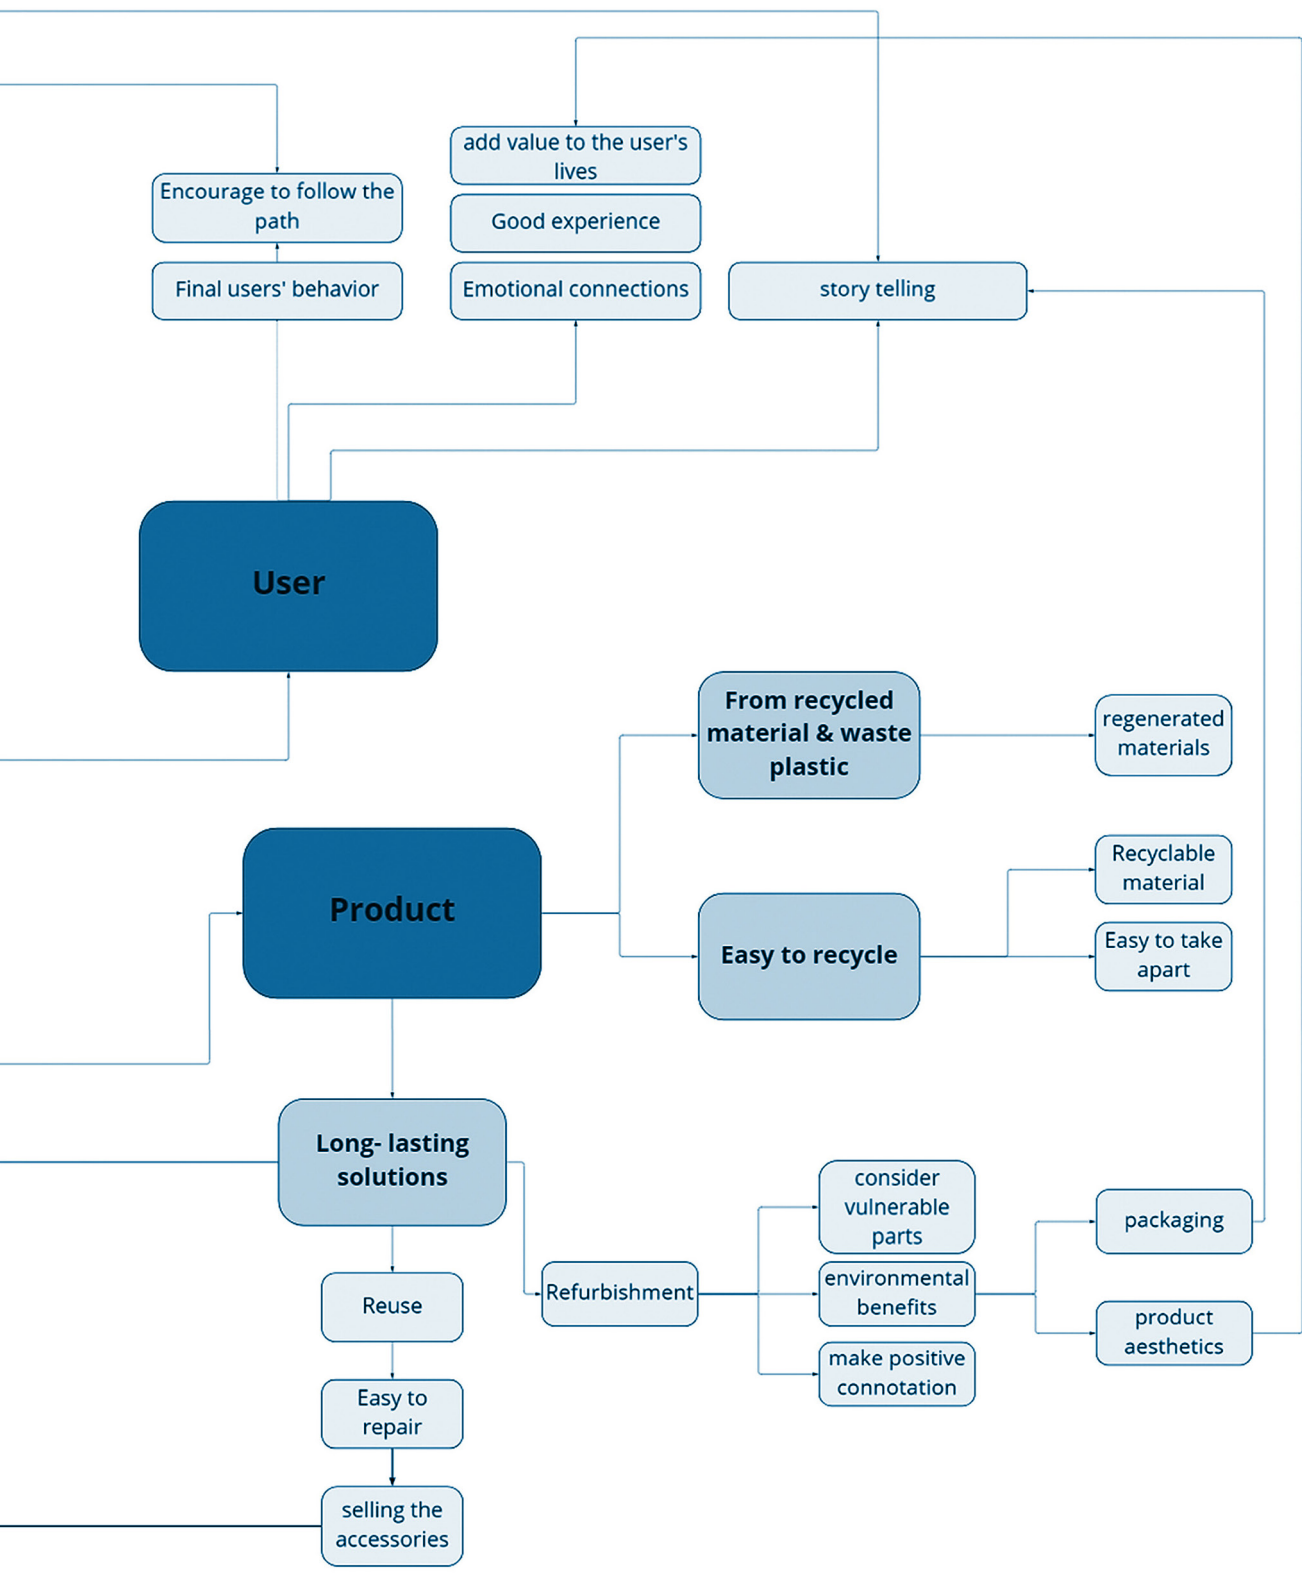 add value to the user's
lives
Encourage to follow the
path
Good experience
Final users' behavior
Emotional connections
story telling
User
From recycled
material & waste
plastic
regenerated
materials
Product
Easy to recycle
Recyclable
material
Easy to take
apart
Long- lasting
solutions
Reuse
Easy to
repair
selling the
accessories
Refurbishment
consider
vulnerable
parts
environmental
benefits
make positive
connotation
packaging
product
aesthetics